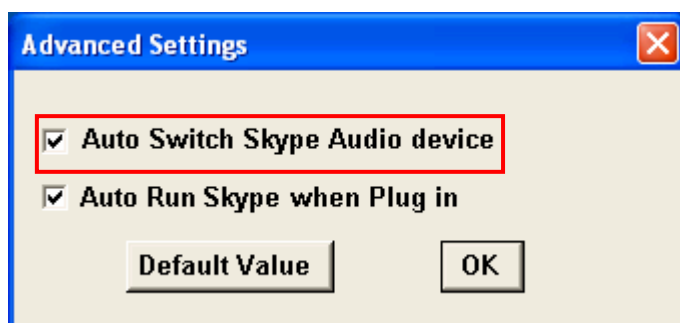 Advanced Settings
Auto Switch Skype Audio device
Auto Run Skype when Plug in
Default Value OK